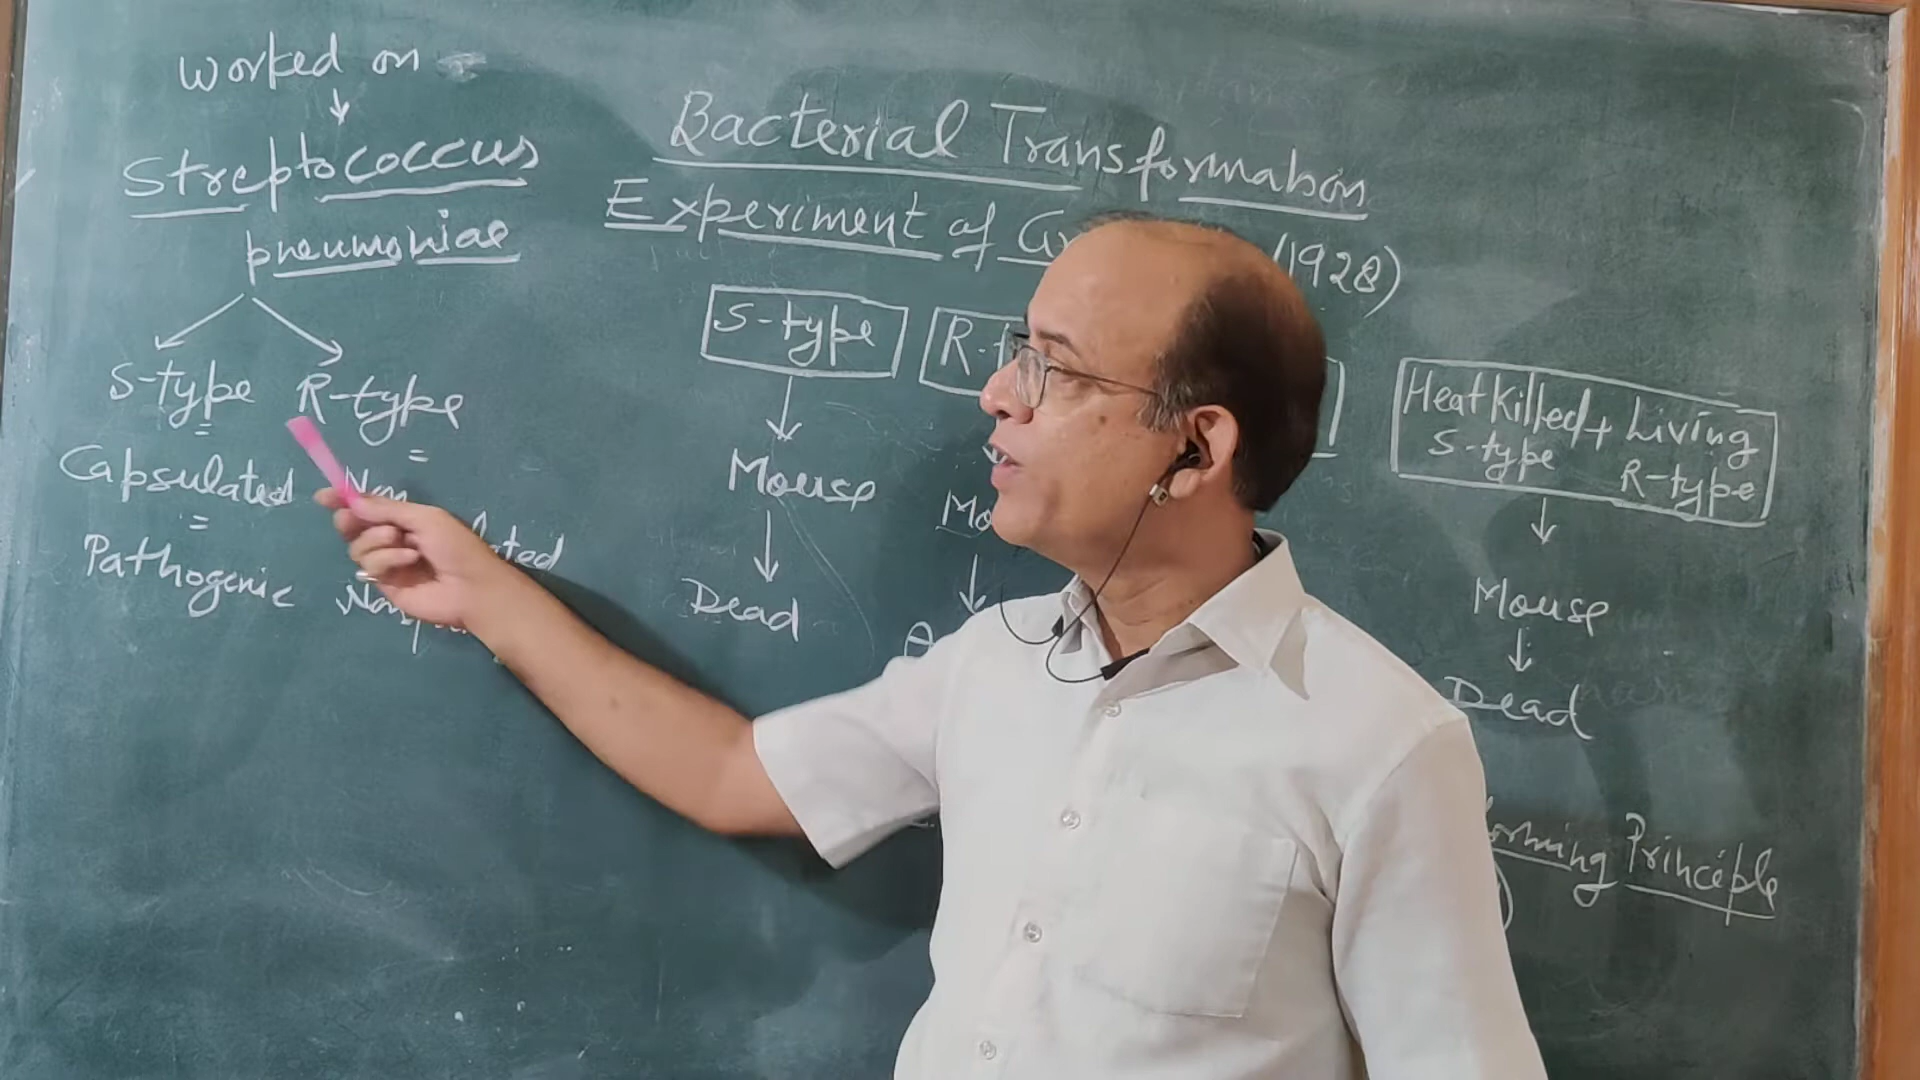 Worked on
Streptococcus
pneumoniae
S-type R-type
Capsulated Non
Pathogenic
Bacterial Transformation
Experiment of (1928)
S-type
Mouse
Dead
Heat Killed + Living
S-type R-type
Mouse
Dead
Principle